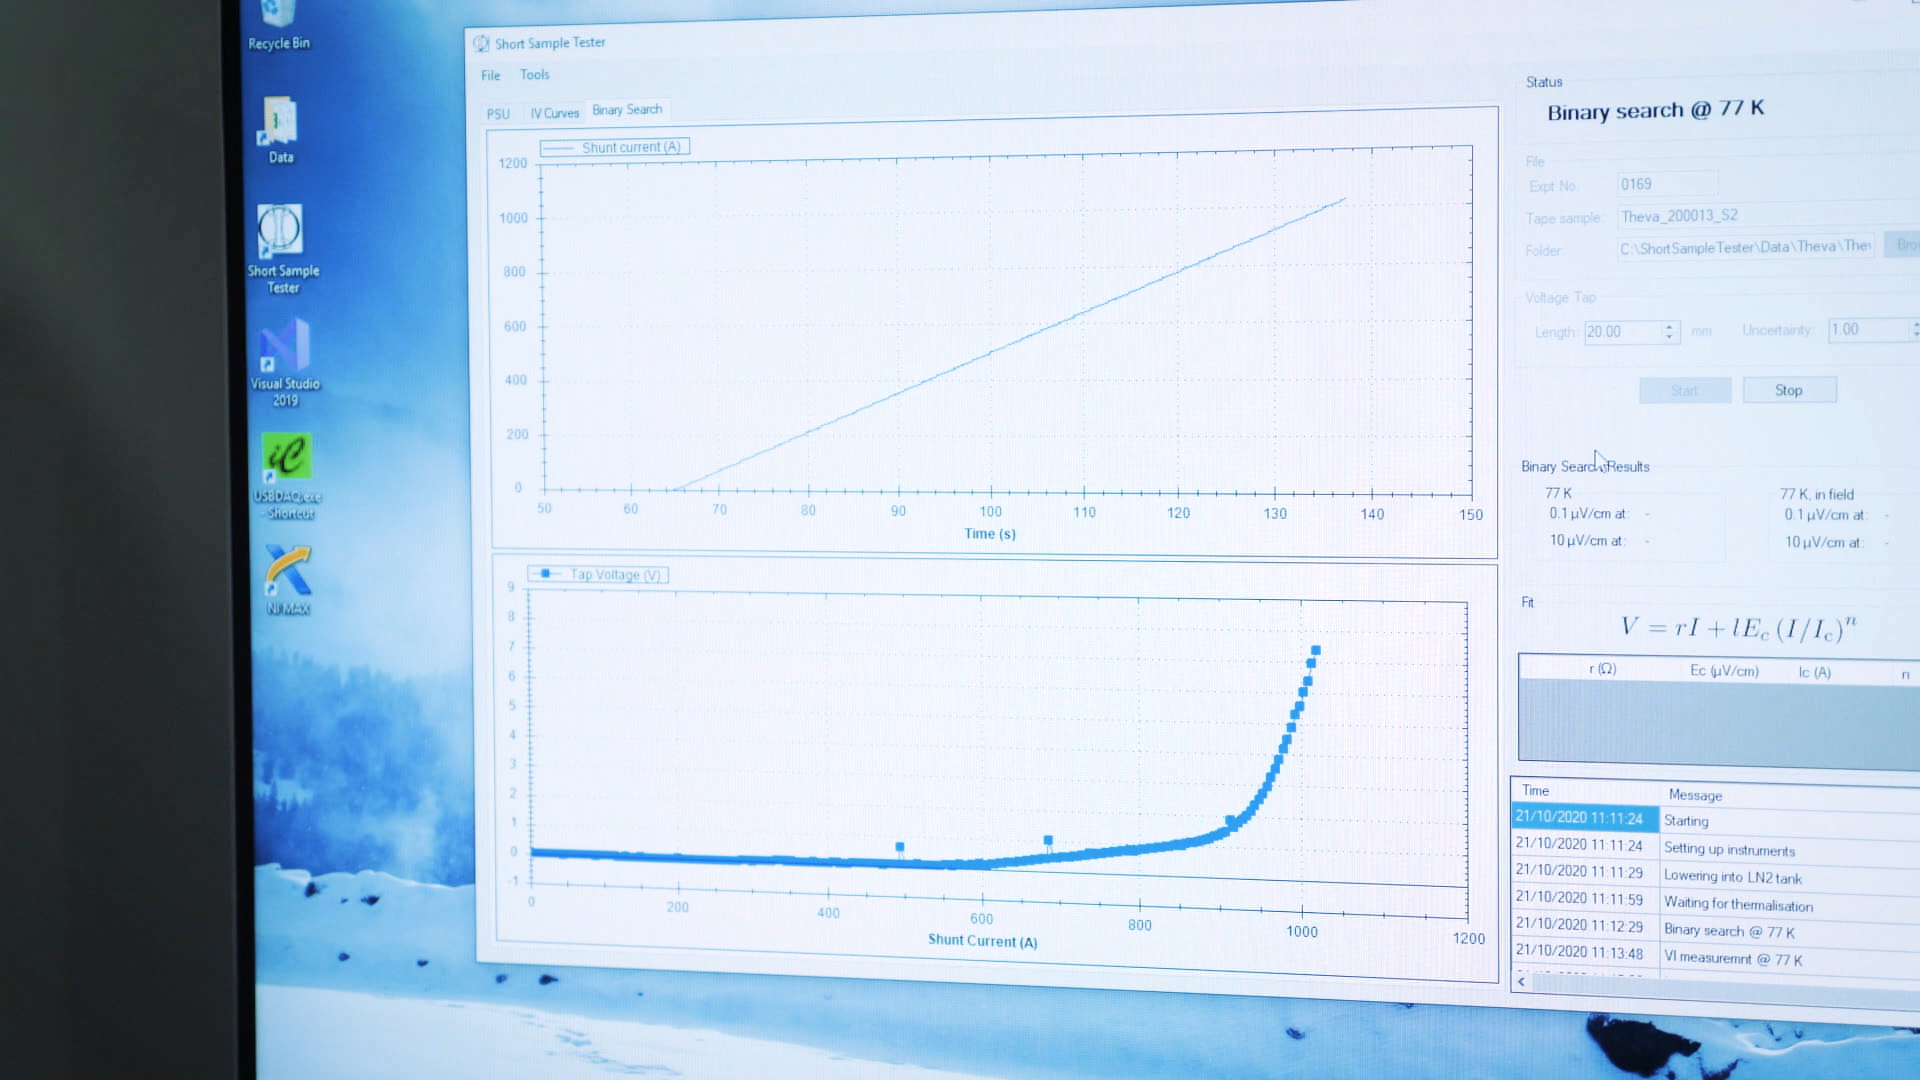 Recycle Bin
Data
Short Sample
Tester
Visual Studio
2019
iC
USBDAQ.exe
- Shortcut
NI MAX
Short Sample Tester
File Tools
PSU IV Curves Binary Search
Shunt current (A)
1200
1000
800
600
400
200
0
50 60 70 80 90 100 110 120 130 140 150
Time (s)
Tap Voltage (V)
9
8
7
6
5
4
3
2
1
0
-1
0 200 400 600 800 1000 1200
Shunt Current (A)
Status
Binary search @ 77 K
File
Expt No. 0169
Tape sample: Theva_200013_S2
Folder: C:\ShortSampleTester\Data\Theva\Thev
Voltage Tap
Length: 20.00 mm Uncertainty: 1.00
Start Stop
Binary Search Results
77 K 77 K, in field
0.1 µV/cm at: - 0.1 µV/cm at: -
10 µV/cm at: - 10 µV/cm at: -
Fit
V = rI + lEc (I/Ic)ⁿ
r (Ω) Ec (µV/cm) Ic (A) n
Time Message
21/10/2020 11:11:24 Starting
21/10/2020 11:11:24 Setting up instruments
21/10/2020 11:11:29 Lowering into LN2 tank
21/10/2020 11:11:59 Waiting for thermalisation
21/10/2020 11:12:29 Binary search @ 77 K
21/10/2020 11:13:48 VI measuremnt @ 77 K